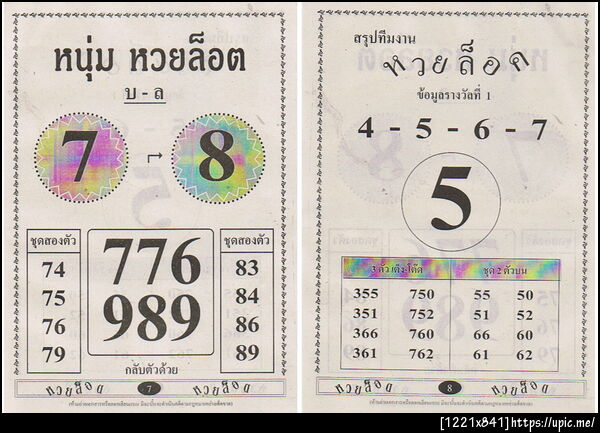 หนุ่ม หวยล็อต
บ - ล
7 → 8
ชุดสองตัว
74
75
76
79
776
989
กลับตัวด้วย
ชุดสองตัว
83
84
86
89
หวยล็อต 7 หวยล็อต
สรุปทีมงาน
หวยล็อต
ข้อมูลรางวัลที่ 1
4 - 5 - 6 - 7
5
3 ตัว เต็ง-โต๊ด ชุด 2 ตัวบน
355 750 55 50
351 752 51 52
366 760 66 60
361 762 61 62
หวยล็อต 8 หวยล็อต
[1221x841]https://upic.me/